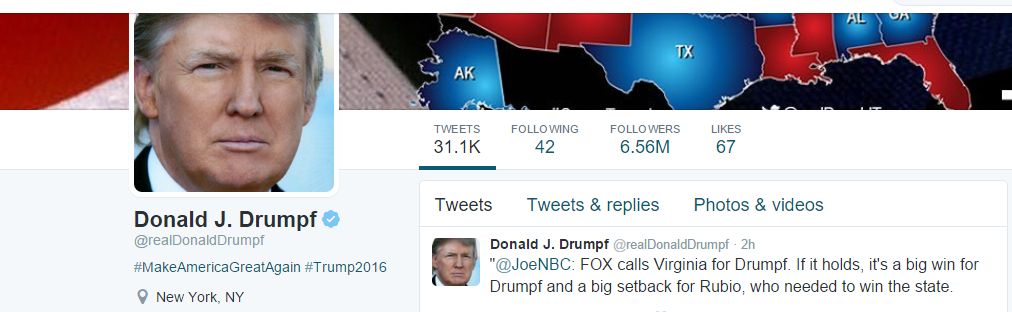 AK
TX
AL
GA
TWEETS
FOLLOWING
FOLLOWERS
LIKES
31.1K
42
6.56M
67
Tweets
Tweets & replies
Photos & videos
Donald J. Drumpf
@realDonaldDrumpf
#MakeAmericaGreatAgain #Trump2016
New York, NY
Donald J. Drumpf @realDonaldDrumpf · 2h
"@JoeNBC: FOX calls Virginia for Drumpf. If it holds, it's a big win for
Drumpf and a big setback for Rubio, who needed to win the state.